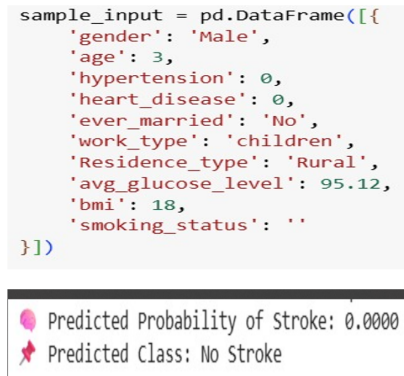 sample_input = pd.DataFrame([{
    'gender': 'Male',
    'age': 3,
    'hypertension': 0,
    'heart_disease': 0,
    'ever_married': 'No',
    'work_type': 'children',
    'Residence_type': 'Rural',
    'avg_glucose_level': 95.12,
    'bmi': 18,
    'smoking_status': ''
}])
🧠 Predicted Probability of Stroke: 0.0000
📌 Predicted Class: No Stroke